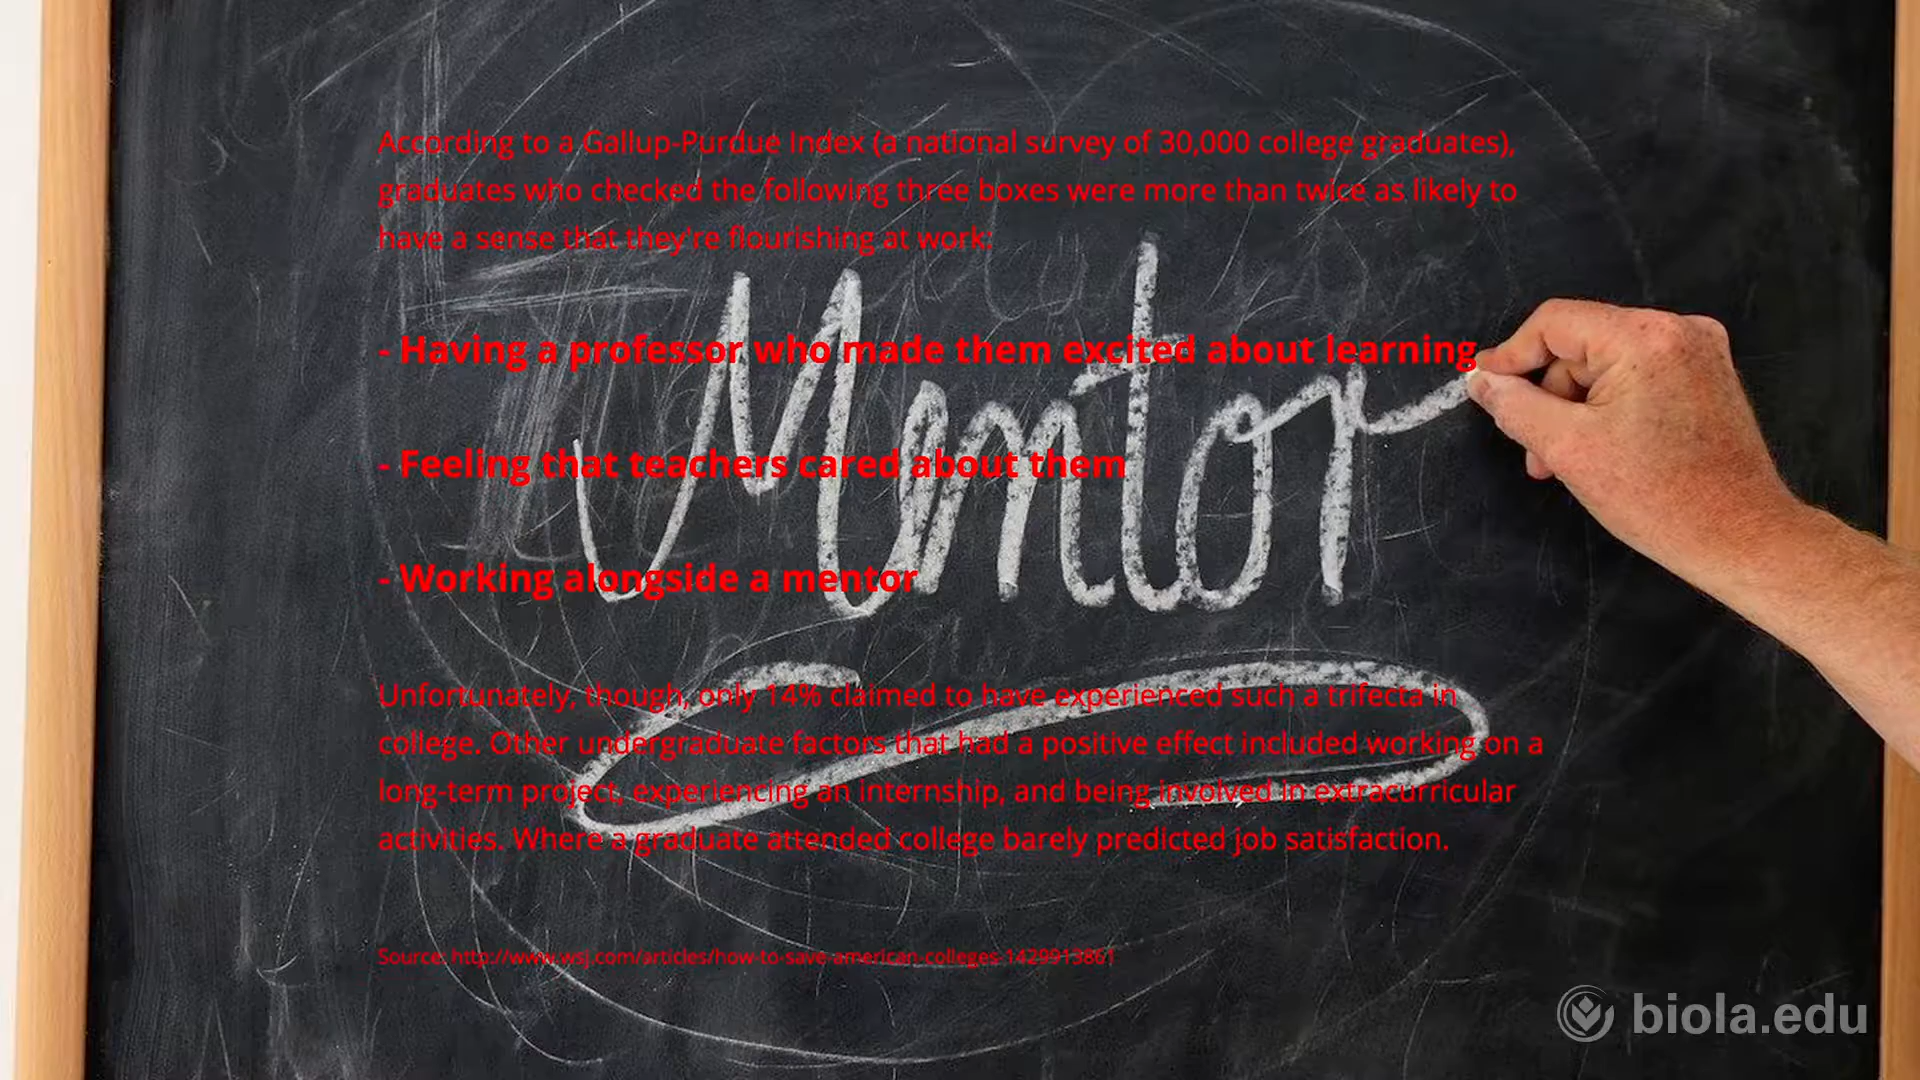 According to a Gallup-Purdue Index (a national survey of 30,000 college graduates),
graduates who checked the following three boxes were more than twice as likely to
have a sense that they're flourishing at work:
- Having a professor who made them excited about learning
- Feeling that teachers cared about them
- Working alongside a mentor
Mentor
Unfortunately, though, only 14% claimed to have experienced such a trifecta in
college. Other undergraduate factors that had a positive effect included working on a
long-term project, experiencing an internship, and being involved in extracurricular
activities. Where a graduate attended college barely predicted job satisfaction.
Source: http://www.wsj.com/articles/how-to-save-american-colleges-1429913861
biola.edu